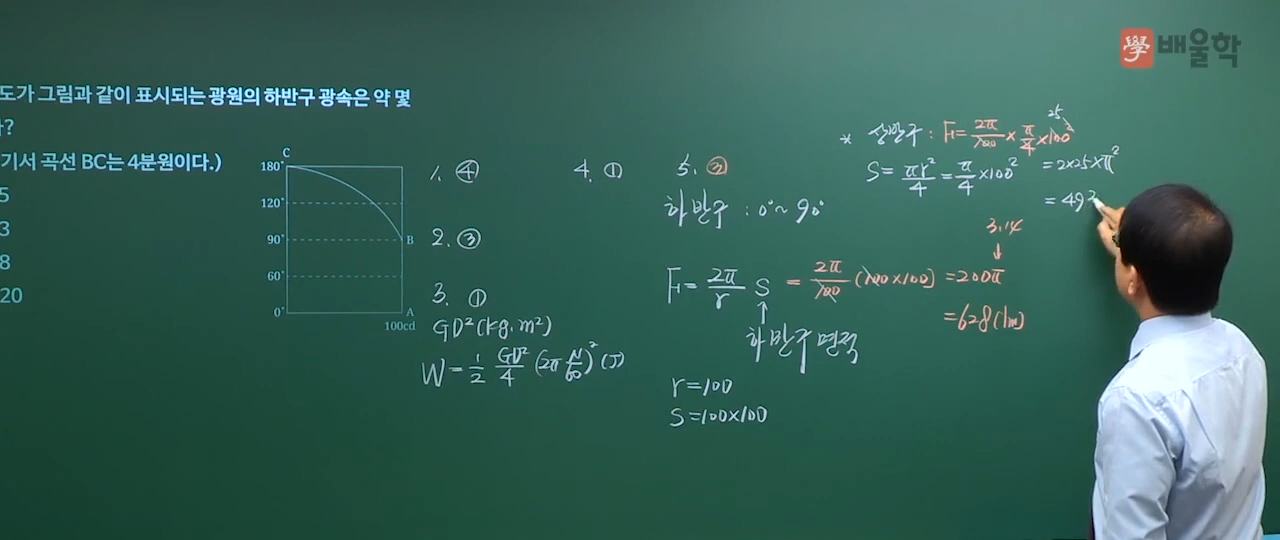 學 배울학
도가 그림과 같이 표시되는 광원의 하반구 광속은 약 몇
?
기서 곡선 BC는 4분원이다.)
5
3
8
20
C
180°
120°
90°
B
60°
0°
A
100cd
1. ④
2. ③
3. ①
GD²(kg·m²)
W = 1/2 GD²/4 (2π N/60)² (J)
4. ①
5. ③
하반구 : 0° ~ 90°
F = 2π/r S = 2π/100 (100×100) = 200π
3.14
↓
= 628(lm)
↑
하반구 면적
r = 100
S = 100×100
* 상반구 : F = 2π/100 × π/4 × 100²
25
S = πr²/4 = π/4 × 100²
= 2×25×π²
= 493